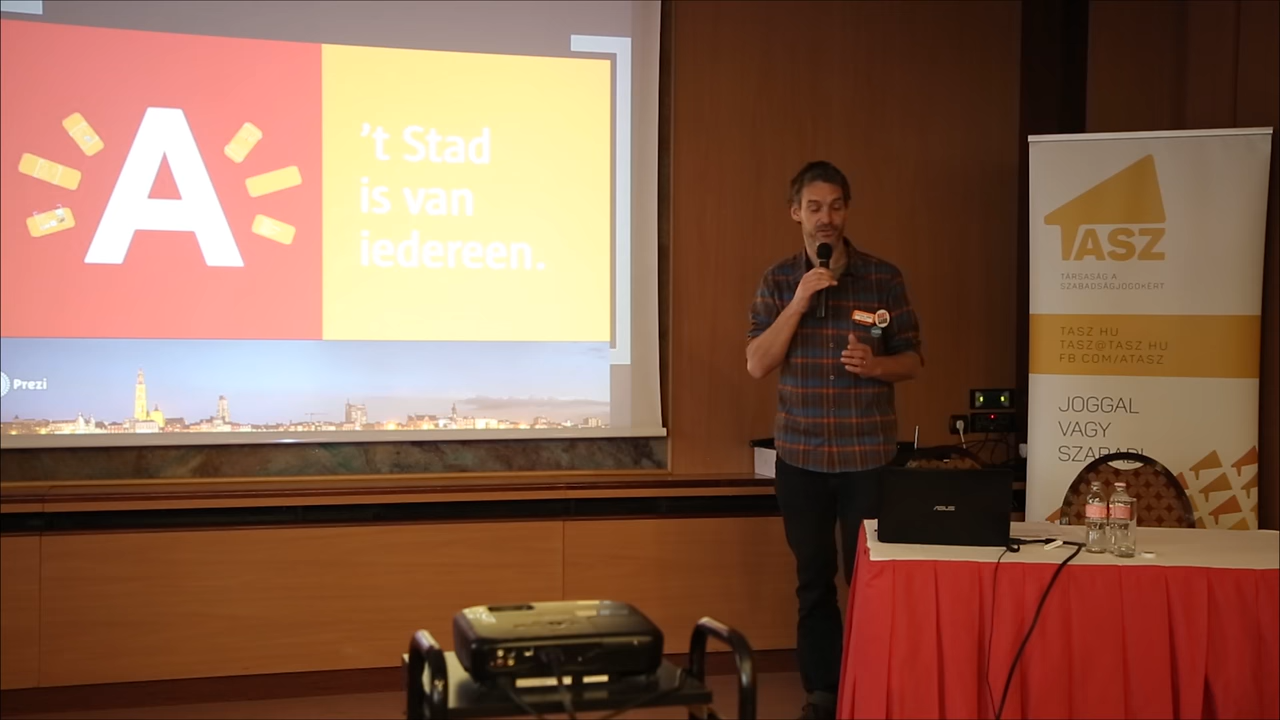 A
't Stad
is van
iedereen.
Prezi
TASZ
TÁRSASÁG A
SZABADSÁGJOGOKÉRT
TASZ.HU
TASZ@TASZ.HU
FB.COM/ATASZ
JOGGAL
VAGY
SZABAD!
ASUS